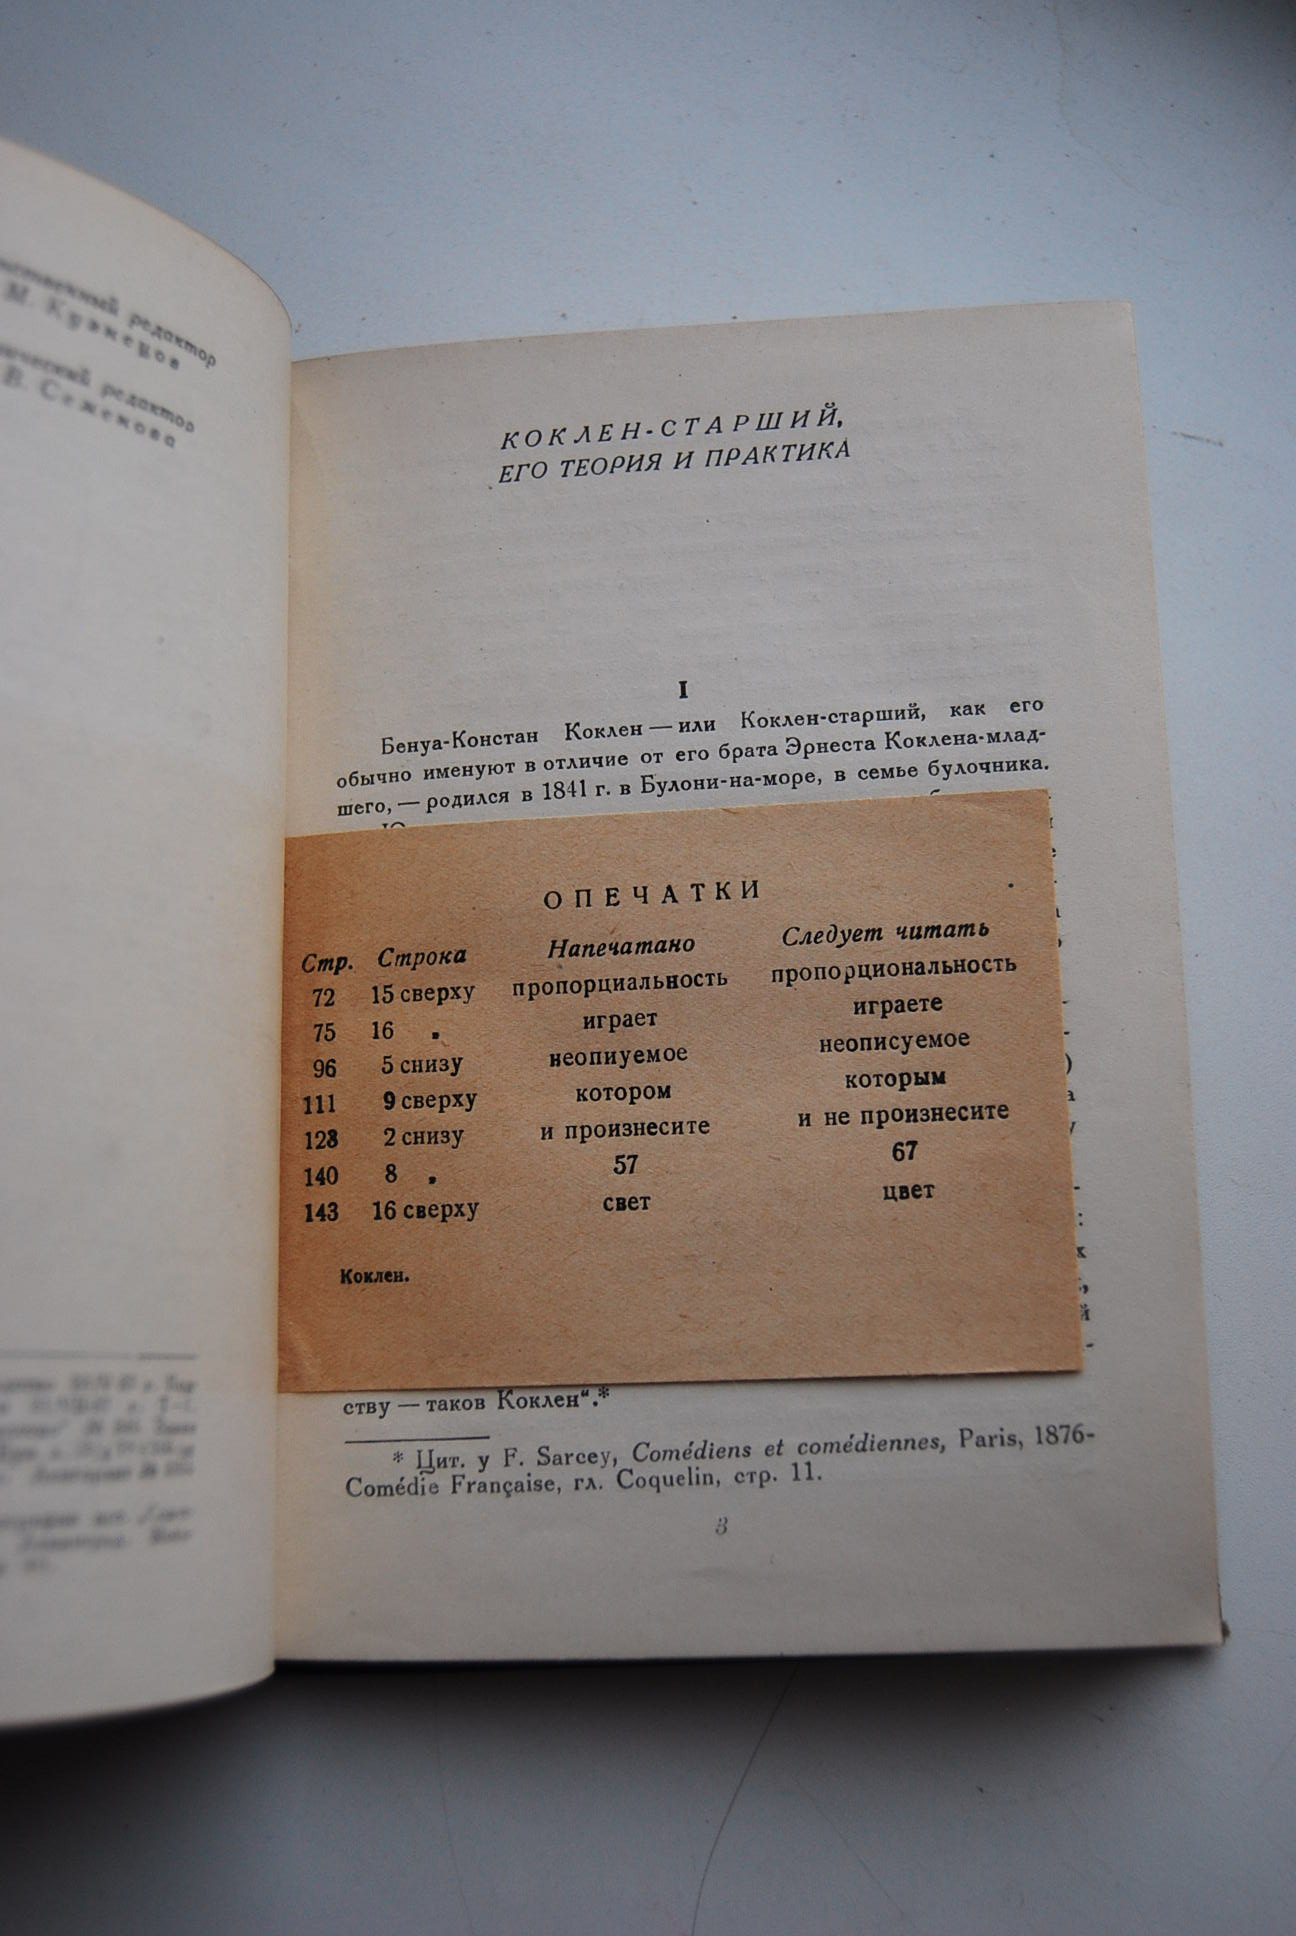 редактор
М. Кузнецов
редактор
В. Семенова
КОКЛЕН-СТАРШИЙ,
ЕГО ТЕОРИЯ И ПРАКТИКА
I
Бенуа-Констан Коклен — или Коклен-старший, как его
обычно именуют в отличие от его брата Эрнеста Коклена-млад-
шего, — родился в 1841 г. в Булони-на-море, в семье булочника.
ОПЕЧАТКИ
Стр. Строка Напечатано Следует читать
72 15 сверху пропорциальность пропорциональность
75 16 „ играет играете
96 5 снизу неопиуемое неописуемое
111 9 сверху котором которым
128 2 снизу и произнесите и не произнесите
140 8 „ 57 67
143 16 сверху свет цвет
Коклен.
ству — таков Коклен“.*
* Цит. у F. Sarcey, Comédiens et comédiennes, Paris, 1876-
Comédie Française, гл. Coquelin, стр. 11.
3